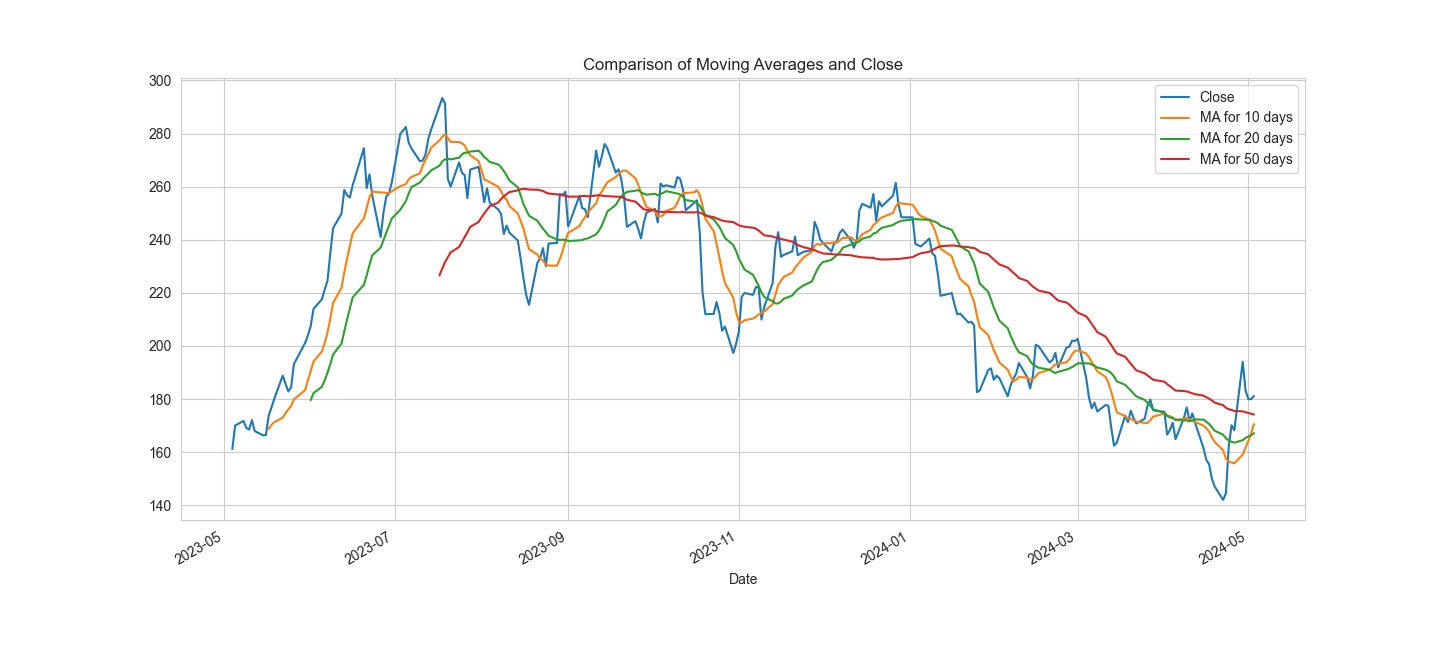 Comparison of Moving Averages and Close
300
280
260
240
220
200
180
160
140
Close
MA for 10 days
MA for 20 days
MA for 50 days
2023-05
2023-07
2023-09
2023-11
2024-01
2024-03
2024-05
Date